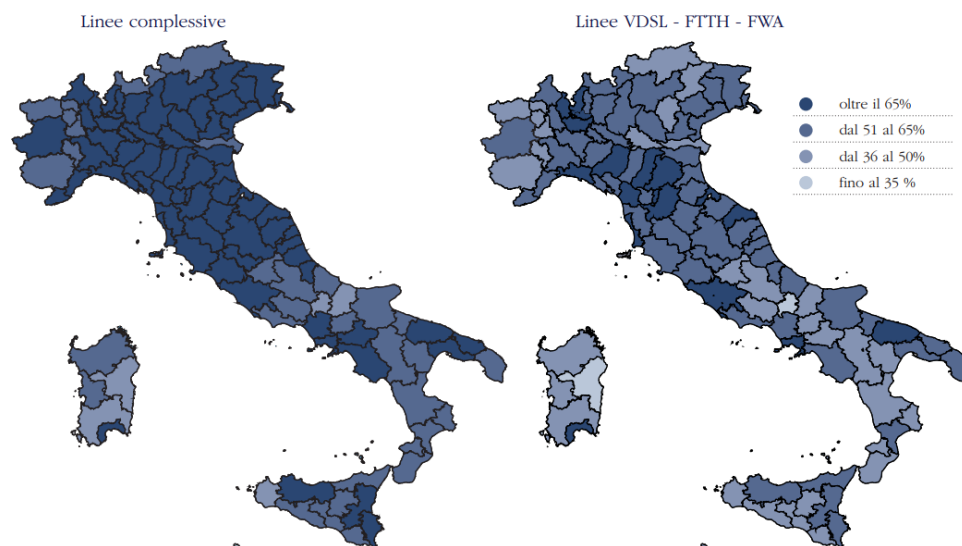 Linee complessive
Linee VDSL - FTTH - FWA
oltre il 65%
dal 51 al 65%
dal 36 al 50%
fino al 35 %